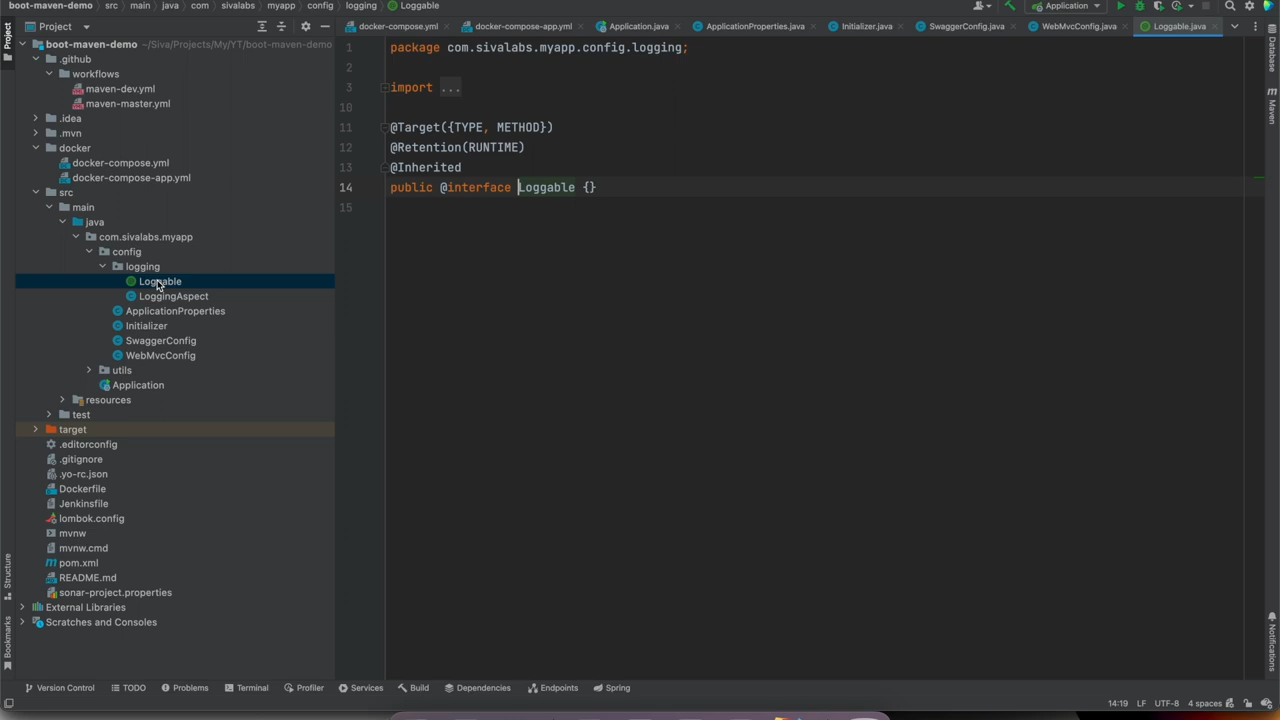 boot-maven-demo › src › main › java › com › sivalabs › myapp › config › logging › Loggable
Application
Project
docker-compose.yml
docker-compose-app.yml
Application.java
ApplicationProperties.java
Initializer.java
SwaggerConfig.java
WebMvcConfig.java
Loggable.java
Project
Structure
Bookmarks
boot-maven-demo ~/Siva/Projects/My/YT/boot-maven-demo
.github
workflows
maven-dev.yml
maven-master.yml
.idea
.mvn
docker
docker-compose.yml
docker-compose-app.yml
src
main
java
com.sivalabs.myapp
config
logging
Loggable
LoggingAspect
ApplicationProperties
Initializer
SwaggerConfig
WebMvcConfig
utils
Application
resources
test
target
.editorconfig
.gitignore
.yo-rc.json
Dockerfile
Jenkinsfile
lombok.config
mvnw
mvnw.cmd
pom.xml
README.md
sonar-project.properties
External Libraries
Scratches and Consoles
1 package com.sivalabs.myapp.config.logging;
2
3 import ...
10
11 @Target({TYPE, METHOD})
12 @Retention(RUNTIME)
13 @Inherited
14 public @interface Loggable {}
15
Database
Maven
Notifications
Version Control
TODO
Problems
Terminal
Profiler
Services
Build
Dependencies
Endpoints
Spring
14:19 LF UTF-8 4 spaces